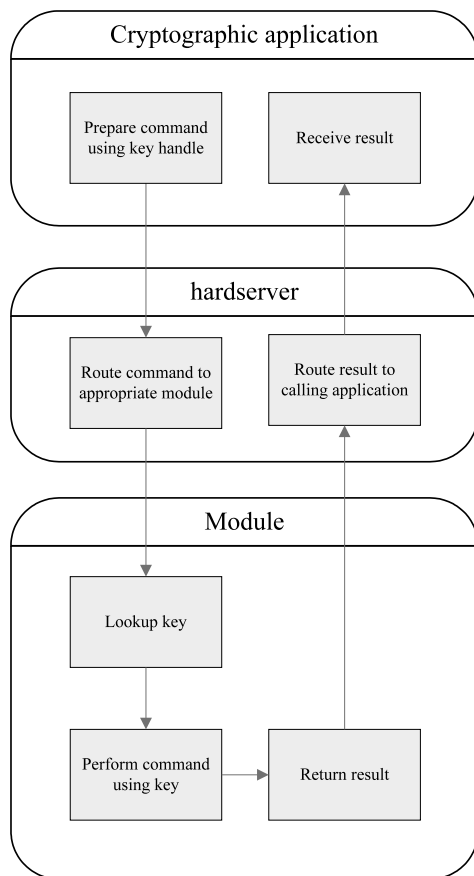 Cryptographic application
Prepare command
using key handle
Receive result
hardserver
Route command to
appropriate module
Route result to
calling application
Module
Lookup key
Perform command
using key
Return result